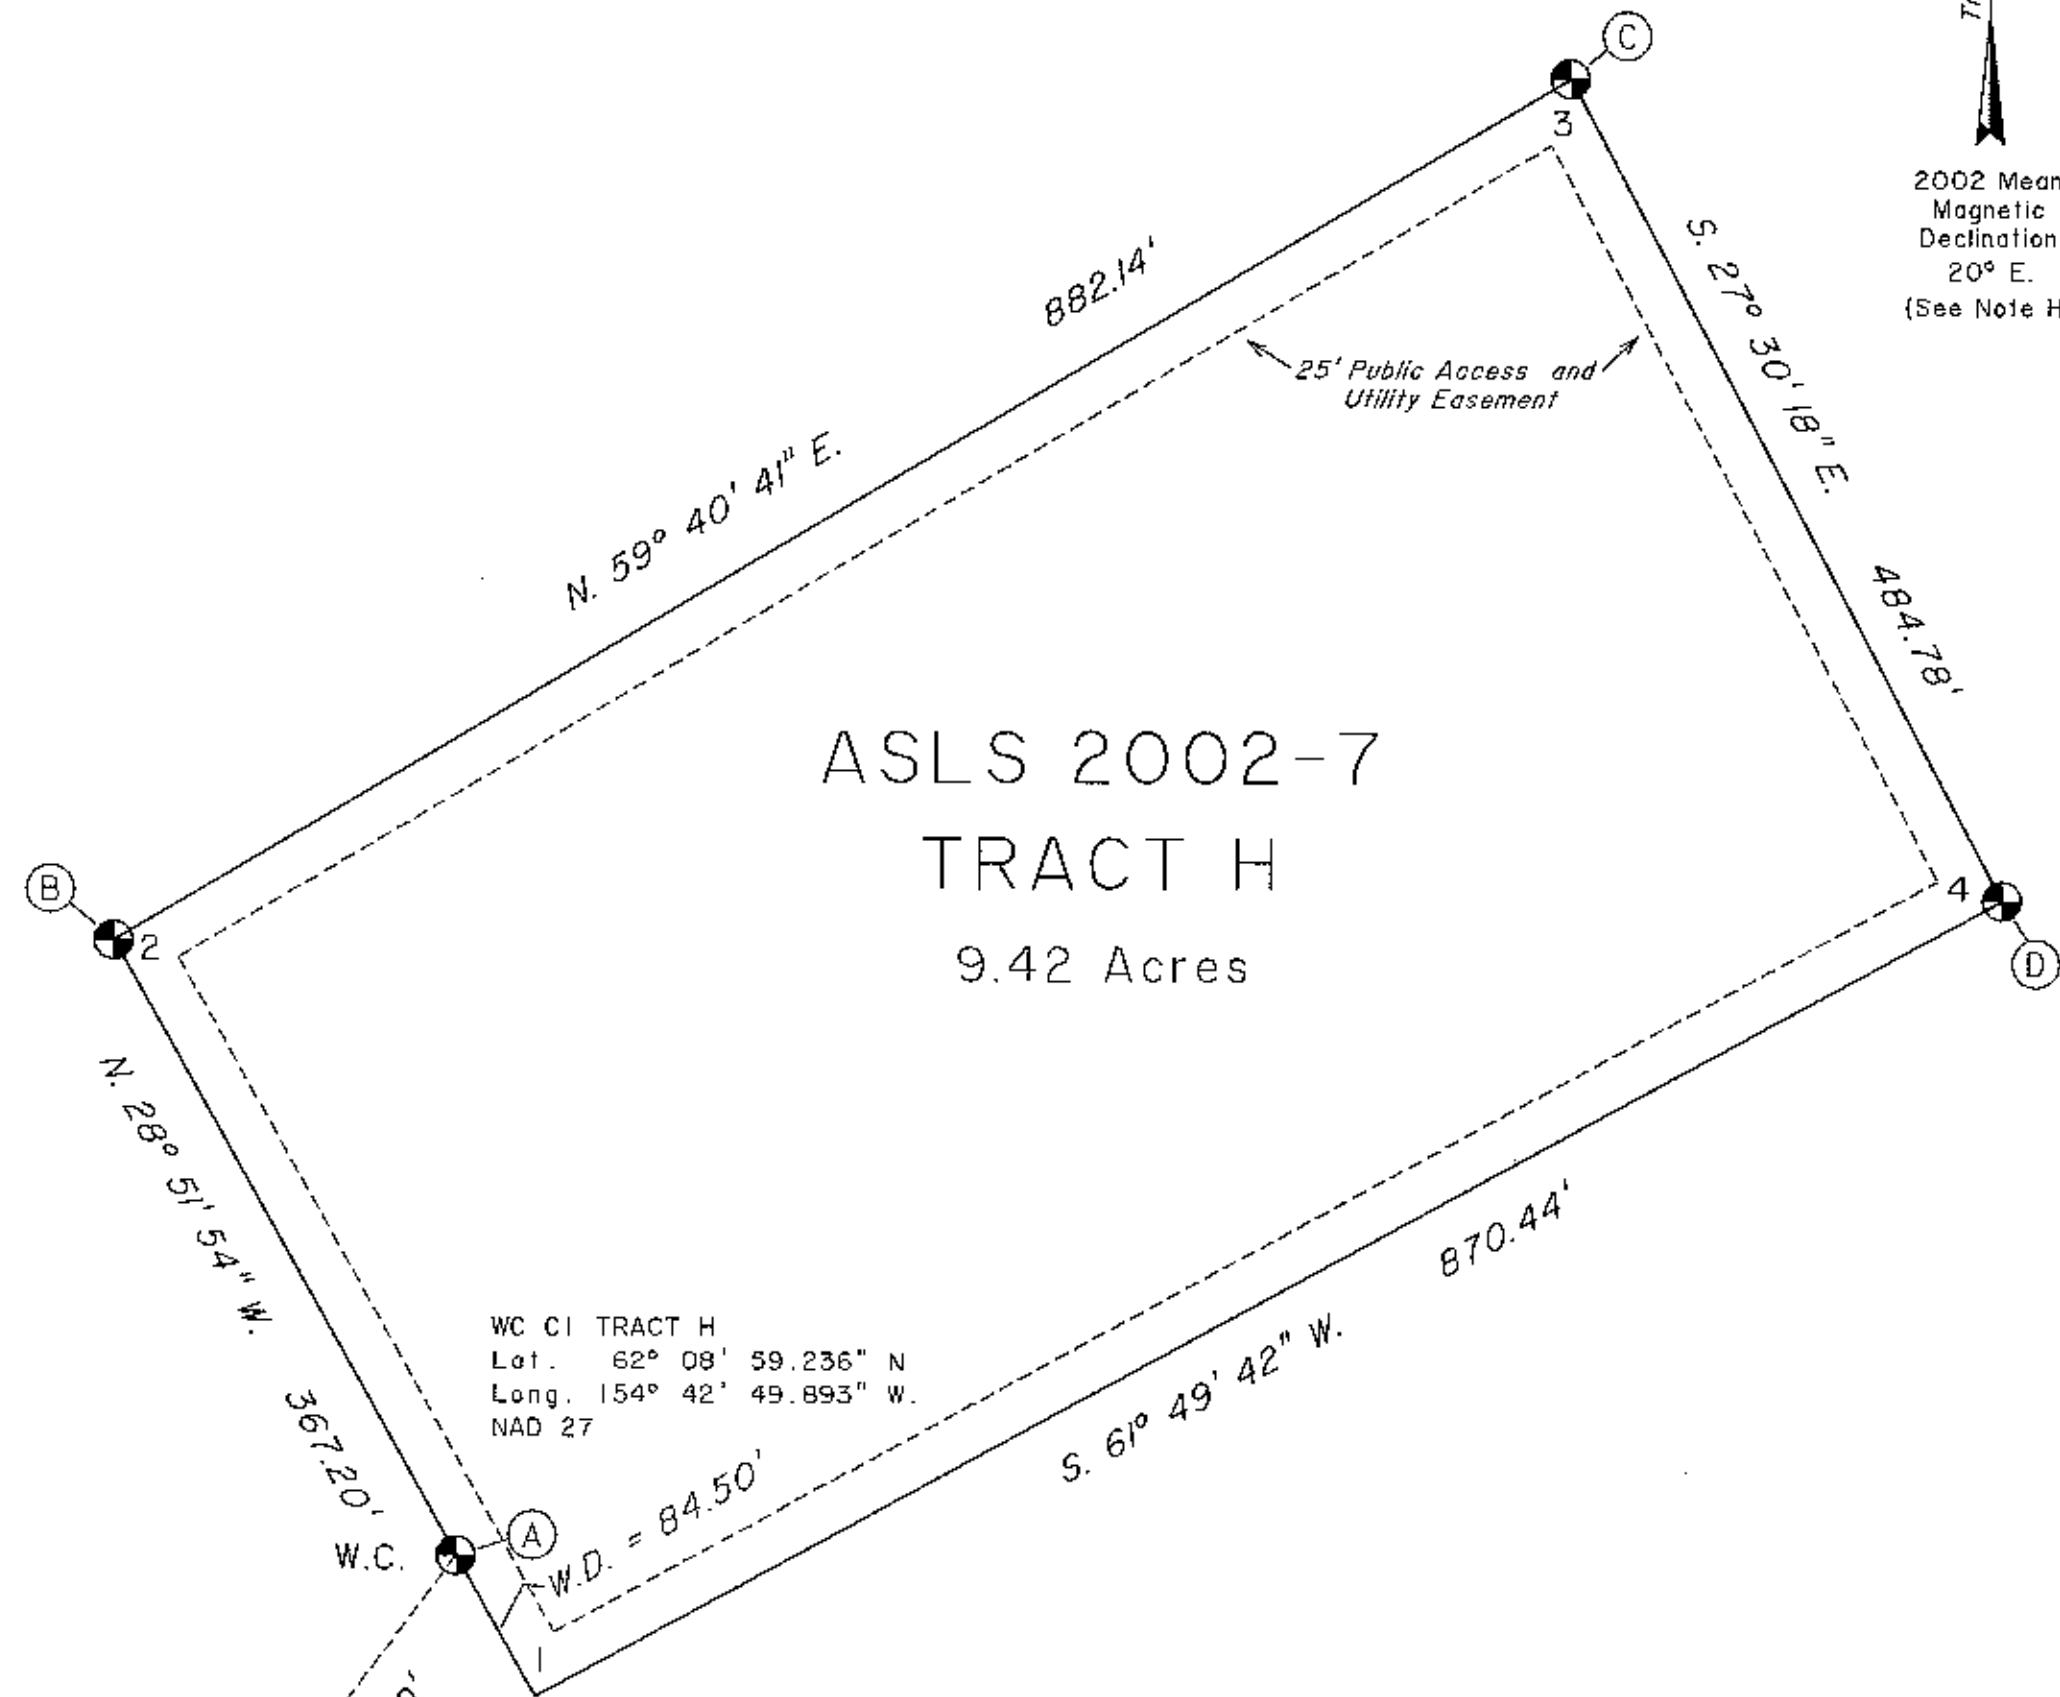 C
3
2002 Mean
Magnetic
Declination
20° E.
(See Note H
882.14'
S. 27° 30' 18" E.
25' Public Access and
Utility Easement
N. 59° 40' 41" E.
484.78'
ASLS 2002-7
TRACT H
9.42 Acres
B
2
4
D
N. 28° 51' 54" W.
870.44'
WC C1 TRACT H
Lat. 62° 08' 59.236" N
Long. 154° 42' 49.893" W.
NAD 27
S. 61° 49' 42" W.
367.20'
W.C.
A
W.D. = 84.50'
1